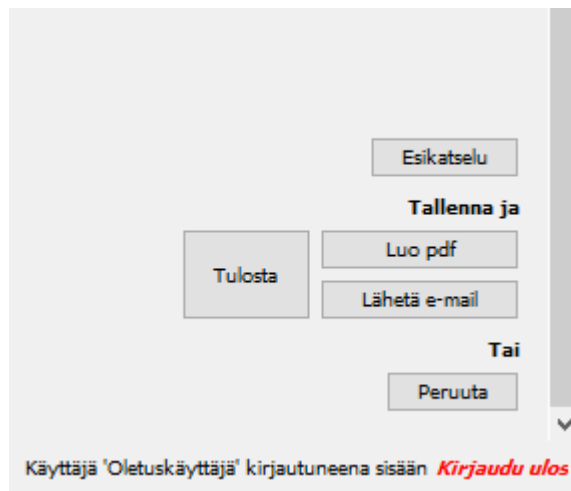 Esikatselu
Tallenna ja
Tulosta
Luo pdf
Lähetä e-mail
Tai
Peruuta
Käyttäjä 'Oletuskäyttäjä' kirjautuneena sisään Kirjaudu ulos